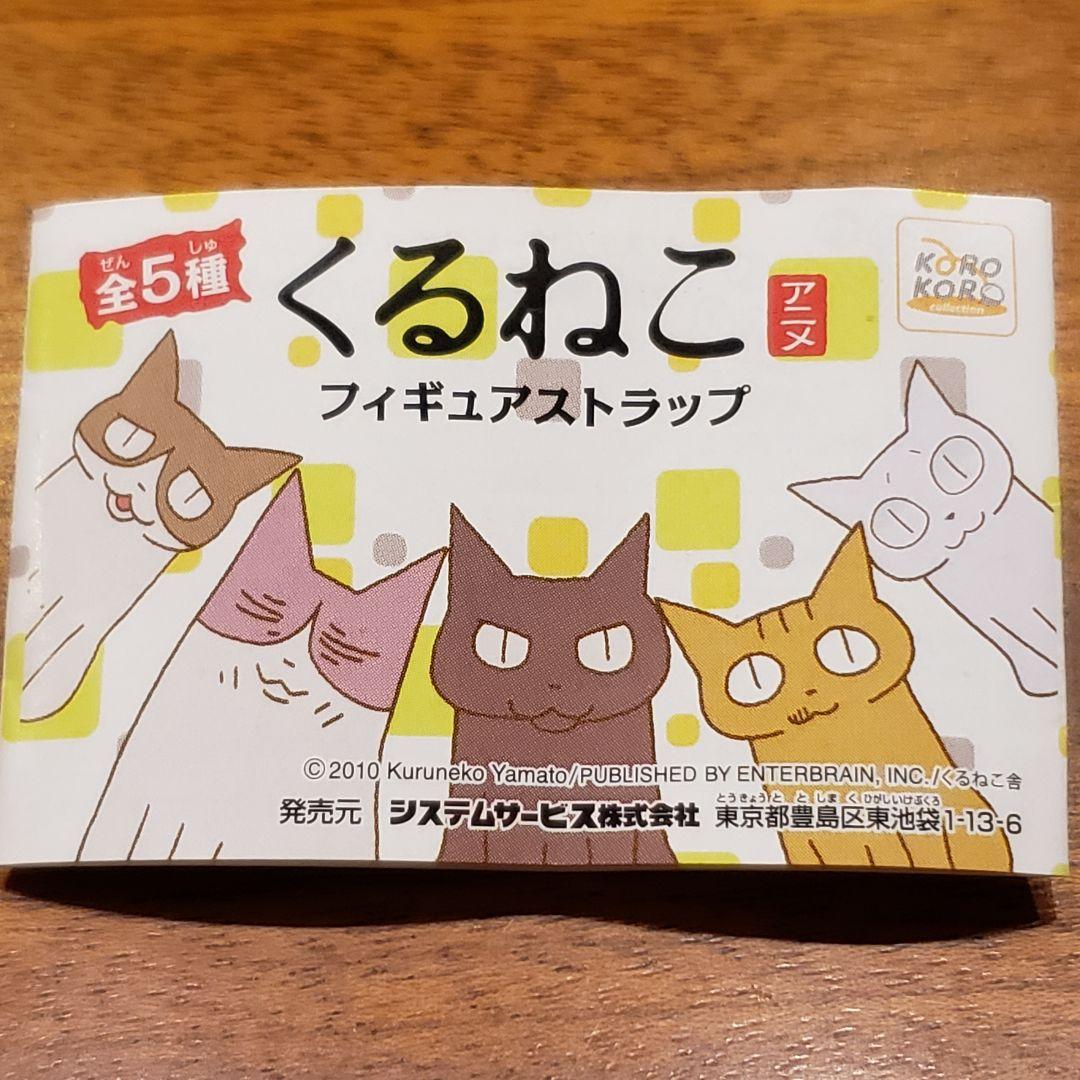 ぜん しゅ
全5種
くるねこ
アニメ
KORO
KORO
collection
フィギュアストラップ
©2010 Kuruneko Yamato/PUBLISHED BY ENTERBRAIN, INC./くるねこ舎
とうきょうと としまく ひがしいけぶくろ
発売元 システムサービス株式会社 東京都豊島区東池袋1-13-6